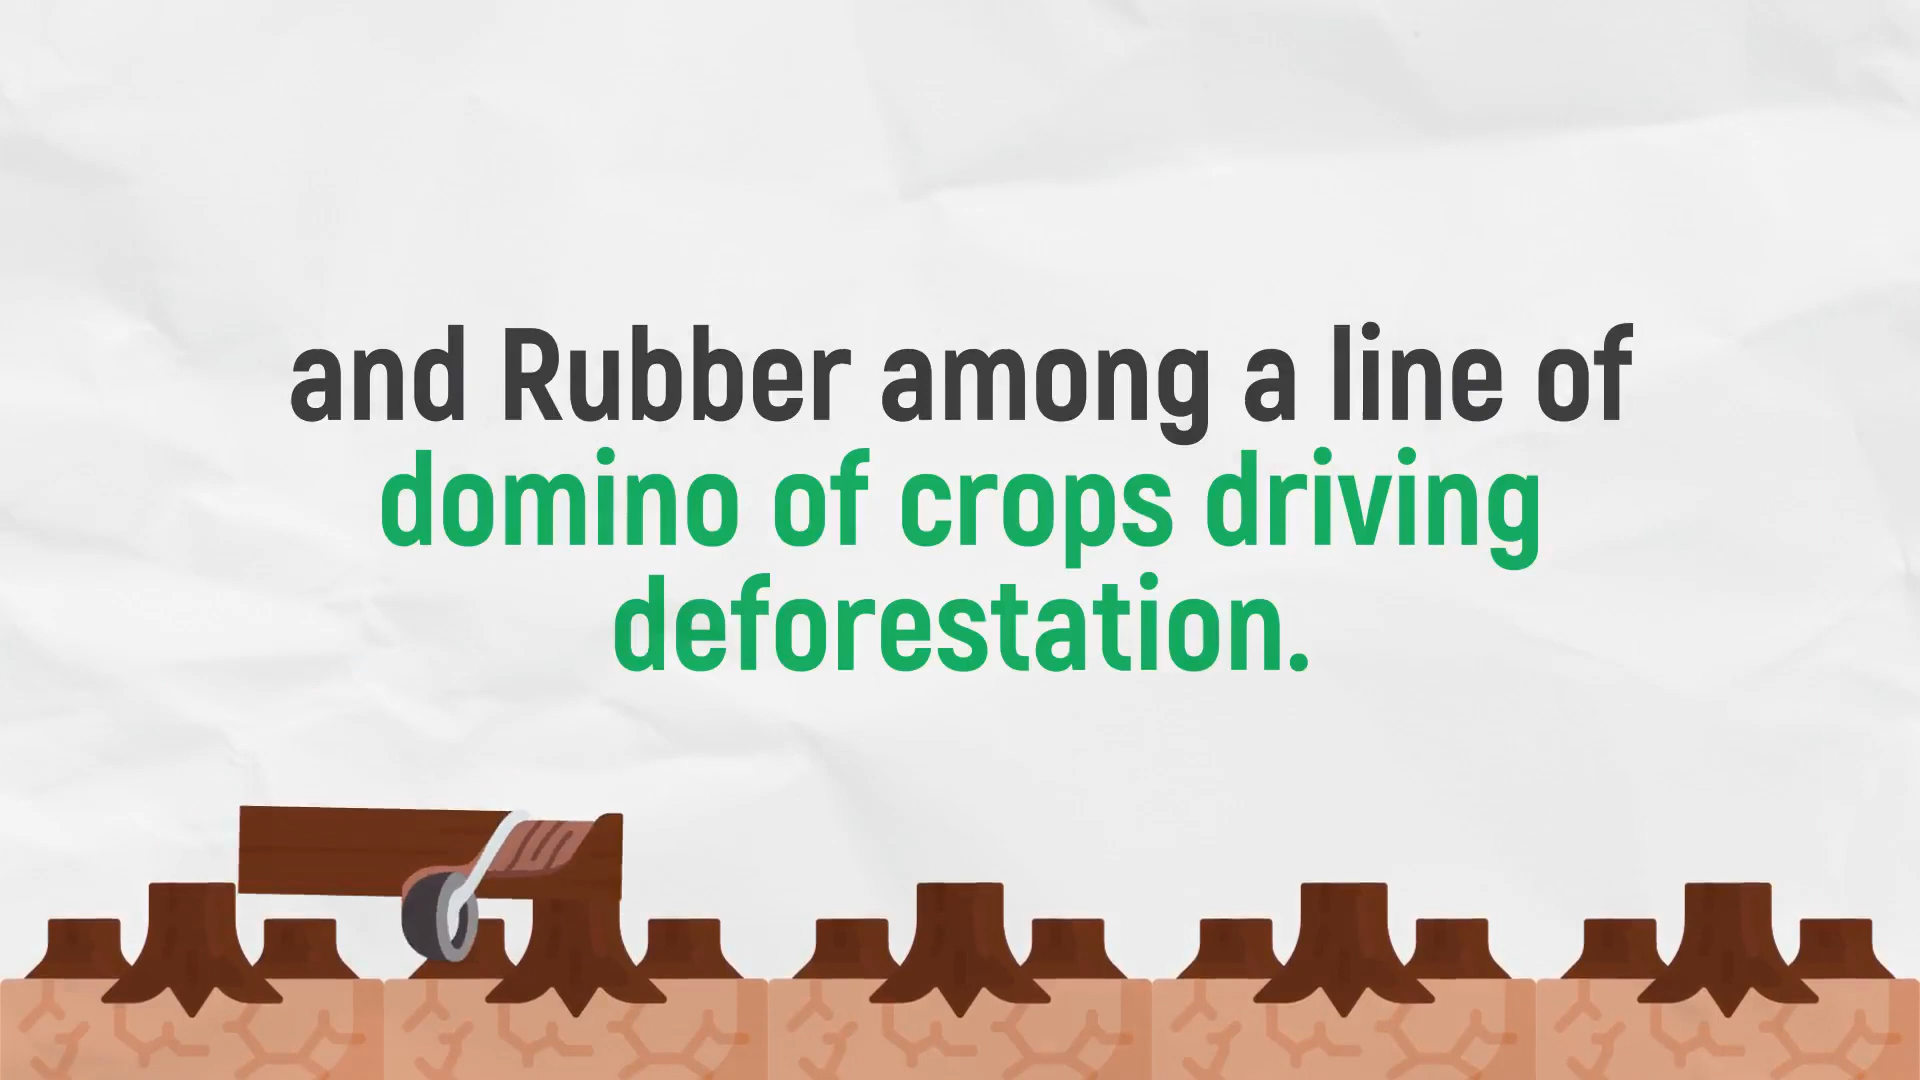 and Rubber among a line of
domino of crops driving
deforestation.